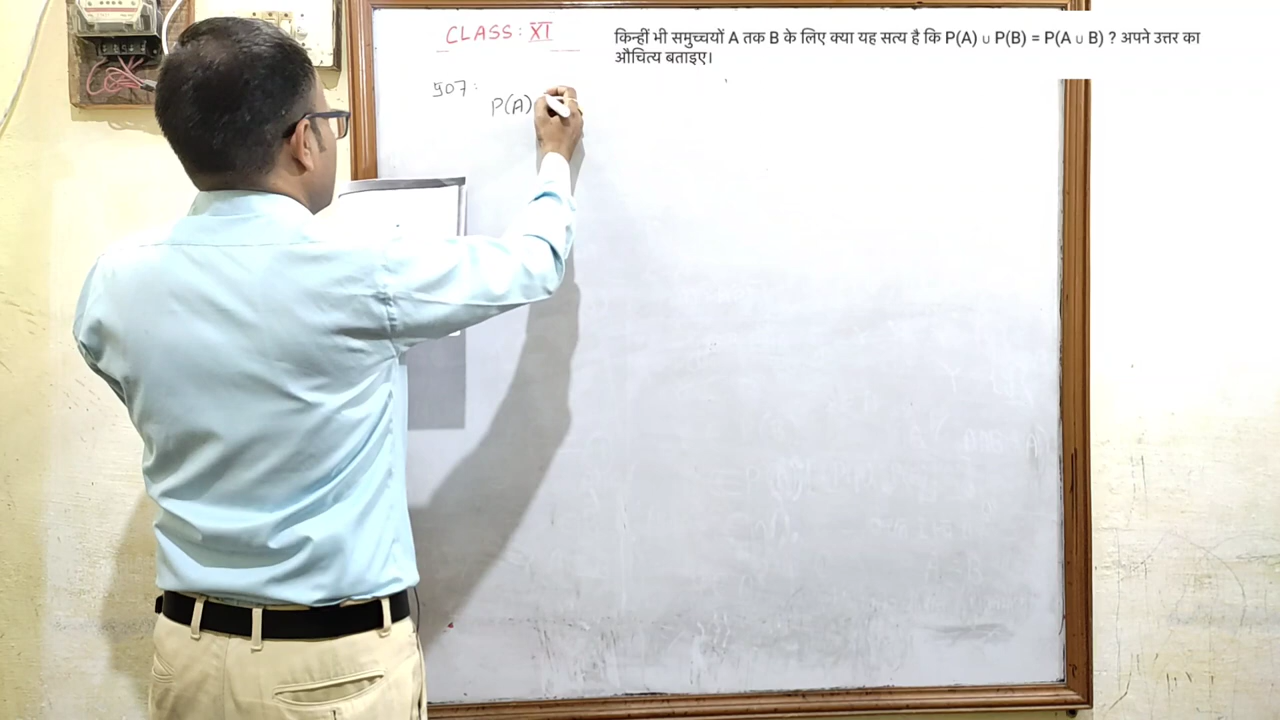 CLASS: XI
किन्हीं भी समुच्चयों A तक B के लिए क्या यह सत्य है कि P(A) ∪ P(B) = P(A ∪ B) ? अपने उत्तर का
औचित्य बताइए।
507:
P(A)